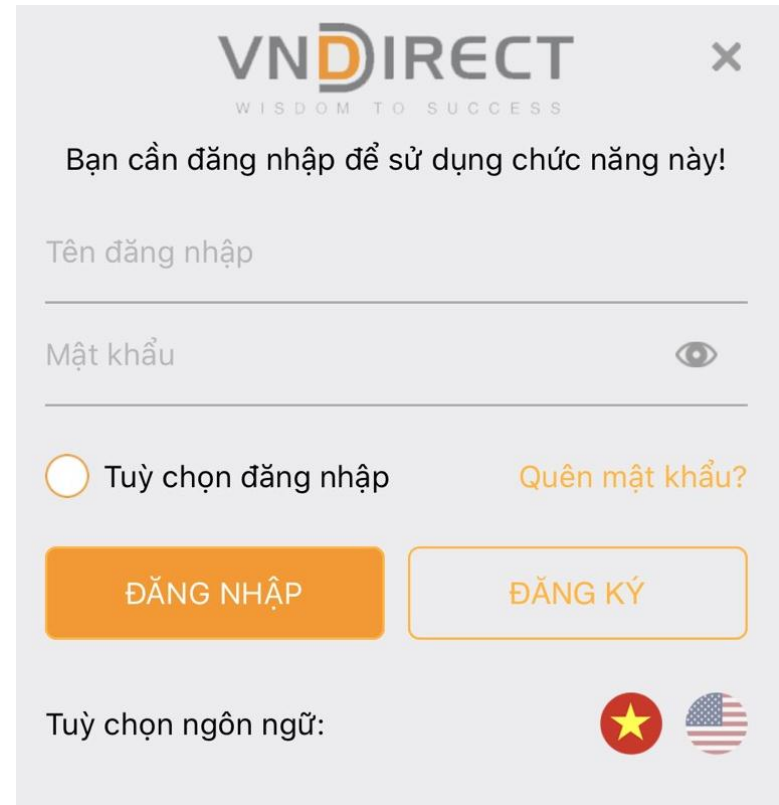 VNDIRECT
WISDOM TO SUCCESS
Bạn cần đăng nhập để sử dụng chức năng này!
Tên đăng nhập
Mật khẩu
Tuỳ chọn đăng nhập Quên mật khẩu?
ĐĂNG NHẬP ĐĂNG KÝ
Tuỳ chọn ngôn ngữ: